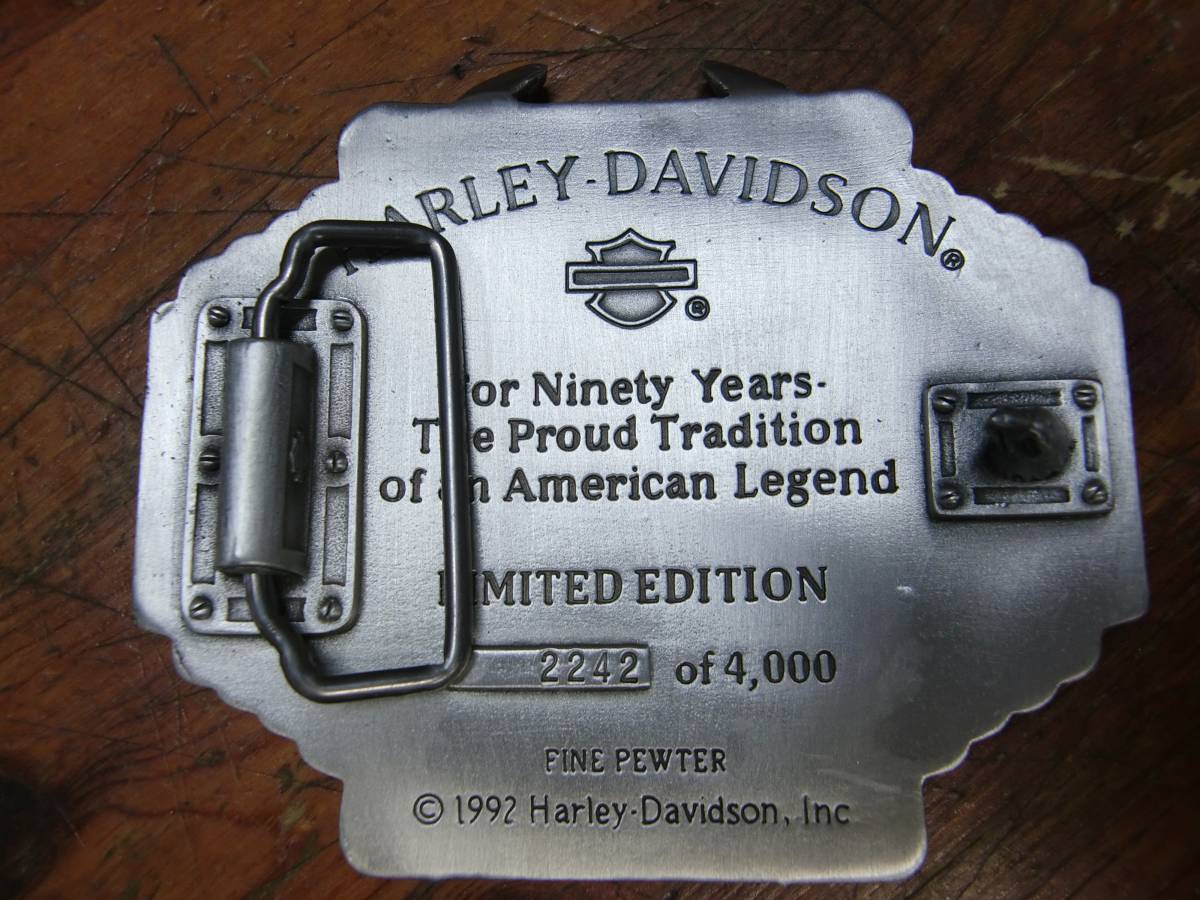 HARLEY-DAVIDSON®
®
For Ninety Years-
The Proud Tradition
of an American Legend
LIMITED EDITION
2242 of 4,000
FINE PEWTER
© 1992 Harley-Davidson, Inc